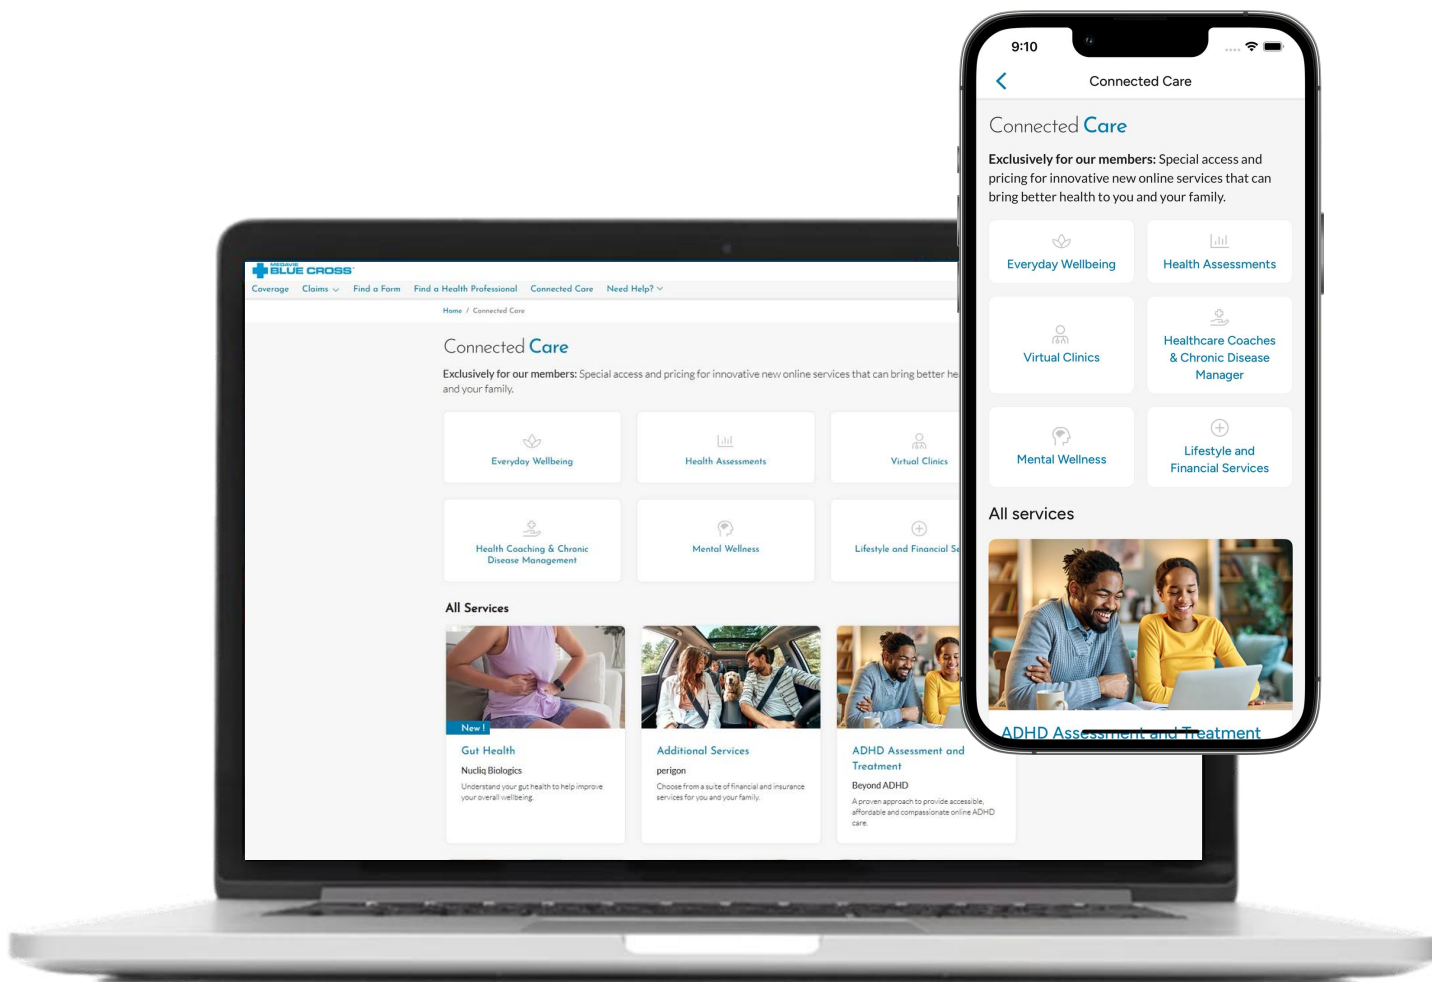 MEDAVIE
BLUE CROSS
Coverage Claims Find a Form Find a Health Professional Connected Care Need Help?
Home / Connected Care
Connected Care
Exclusively for our members: Special access and pricing for innovative new online services that can bring better he
and your family.
Everyday Wellbeing
Health Assessments
Virtual Clinics
Health Coaching & Chronic
Disease Management
Mental Wellness
Lifestyle and Financial Se
All Services
New !
Gut Health
Nucliq Biologics
Understand your gut health to help improve
your overall wellbeing.
Additional Services
perigon
Choose from a suite of financial and insurance
services for you and your family.
ADHD Assessment and
Treatment
Beyond ADHD
A proven approach to provide accessible,
affordable and compassionate online ADHD
care.
9:10
Connected Care
Connected Care
Exclusively for our members: Special access and
pricing for innovative new online services that can
bring better health to you and your family.
Everyday Wellbeing
Health Assessments
Virtual Clinics
Healthcare Coaches
& Chronic Disease
Manager
Mental Wellness
Lifestyle and
Financial Services
All services
ADHD Assessment and Treatment